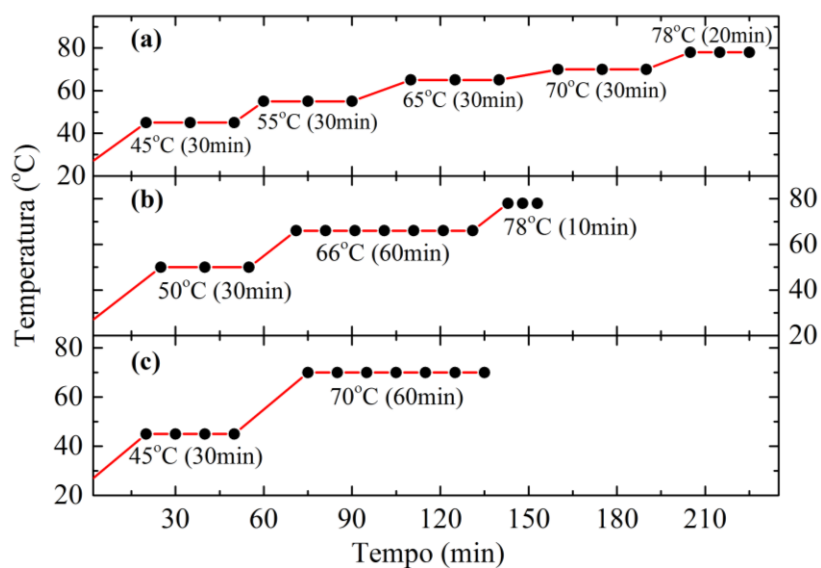 (a)
80
60
40
20
45°C (30min)
55°C (30min)
65°C (30min)
70°C (30min)
78°C (20min)
(b)
80
60
40
20
50°C (30min)
66°C (60min)
78°C (10min)
(c)
80
60
40
20
45°C (30min)
70°C (60min)
30 60 90 120 150 180 210
Tempo (min)
Temperatura (°C)